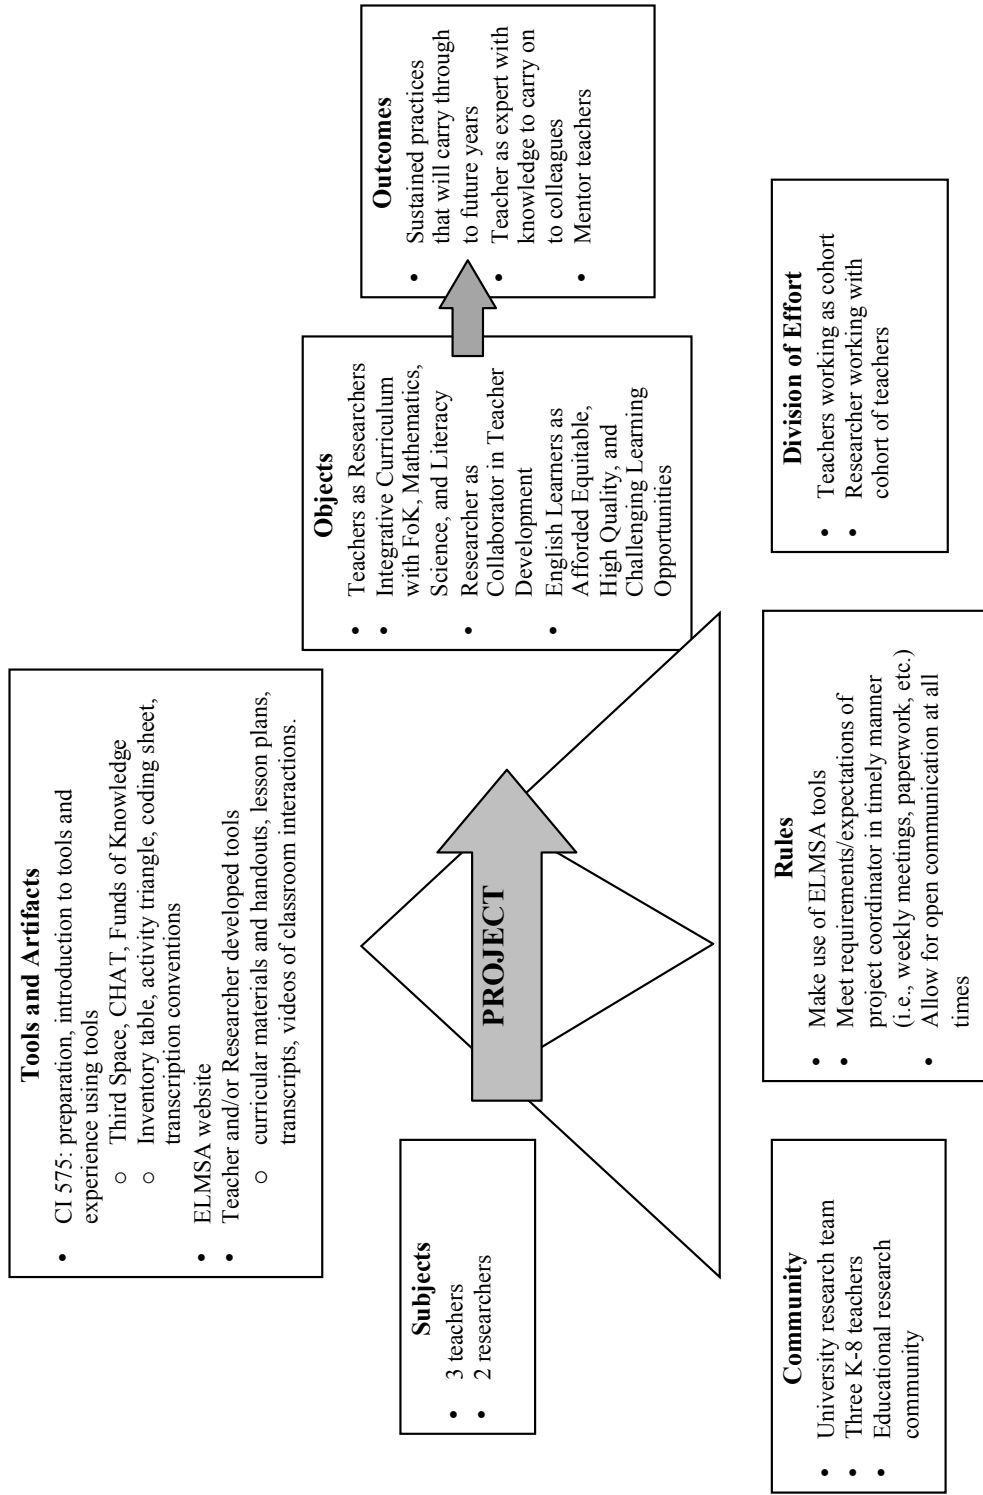 Tools and Artifacts
• CI 575: preparation, introduction to tools and
experience using tools
○ Third Space, CHAT, Funds of Knowledge
○ Inventory table, activity triangle, coding sheet,
transcription conventions
• ELMSA website
• Teacher and/or Researcher developed tools
○ curricular materials and handouts, lesson plans,
transcripts, videos of classroom interactions.
Subjects
• 3 teachers
• 2 researchers
PROJECT
Objects
• Teachers as Researchers
• Integrative Curriculum
with FoK, Mathematics,
Science, and Literacy
• Researcher as
Collaborator in Teacher
Development
• English Learners as
Afforded Equitable,
High Quality, and
Challenging Learning
Opportunities
Outcomes
• Sustained practices
that will carry through
to future years
• Teacher as expert with
knowledge to carry on
to colleagues
• Mentor teachers
Community
• University research team
• Three K-8 teachers
• Educational research
community
Rules
• Make use of ELMSA tools
• Meet requirements/expectations of
project coordinator in timely manner
(i.e., weekly meetings, paperwork, etc.)
• Allow for open communication at all
times
Division of Effort
• Teachers working as cohort
• Researcher working with
cohort of teachers